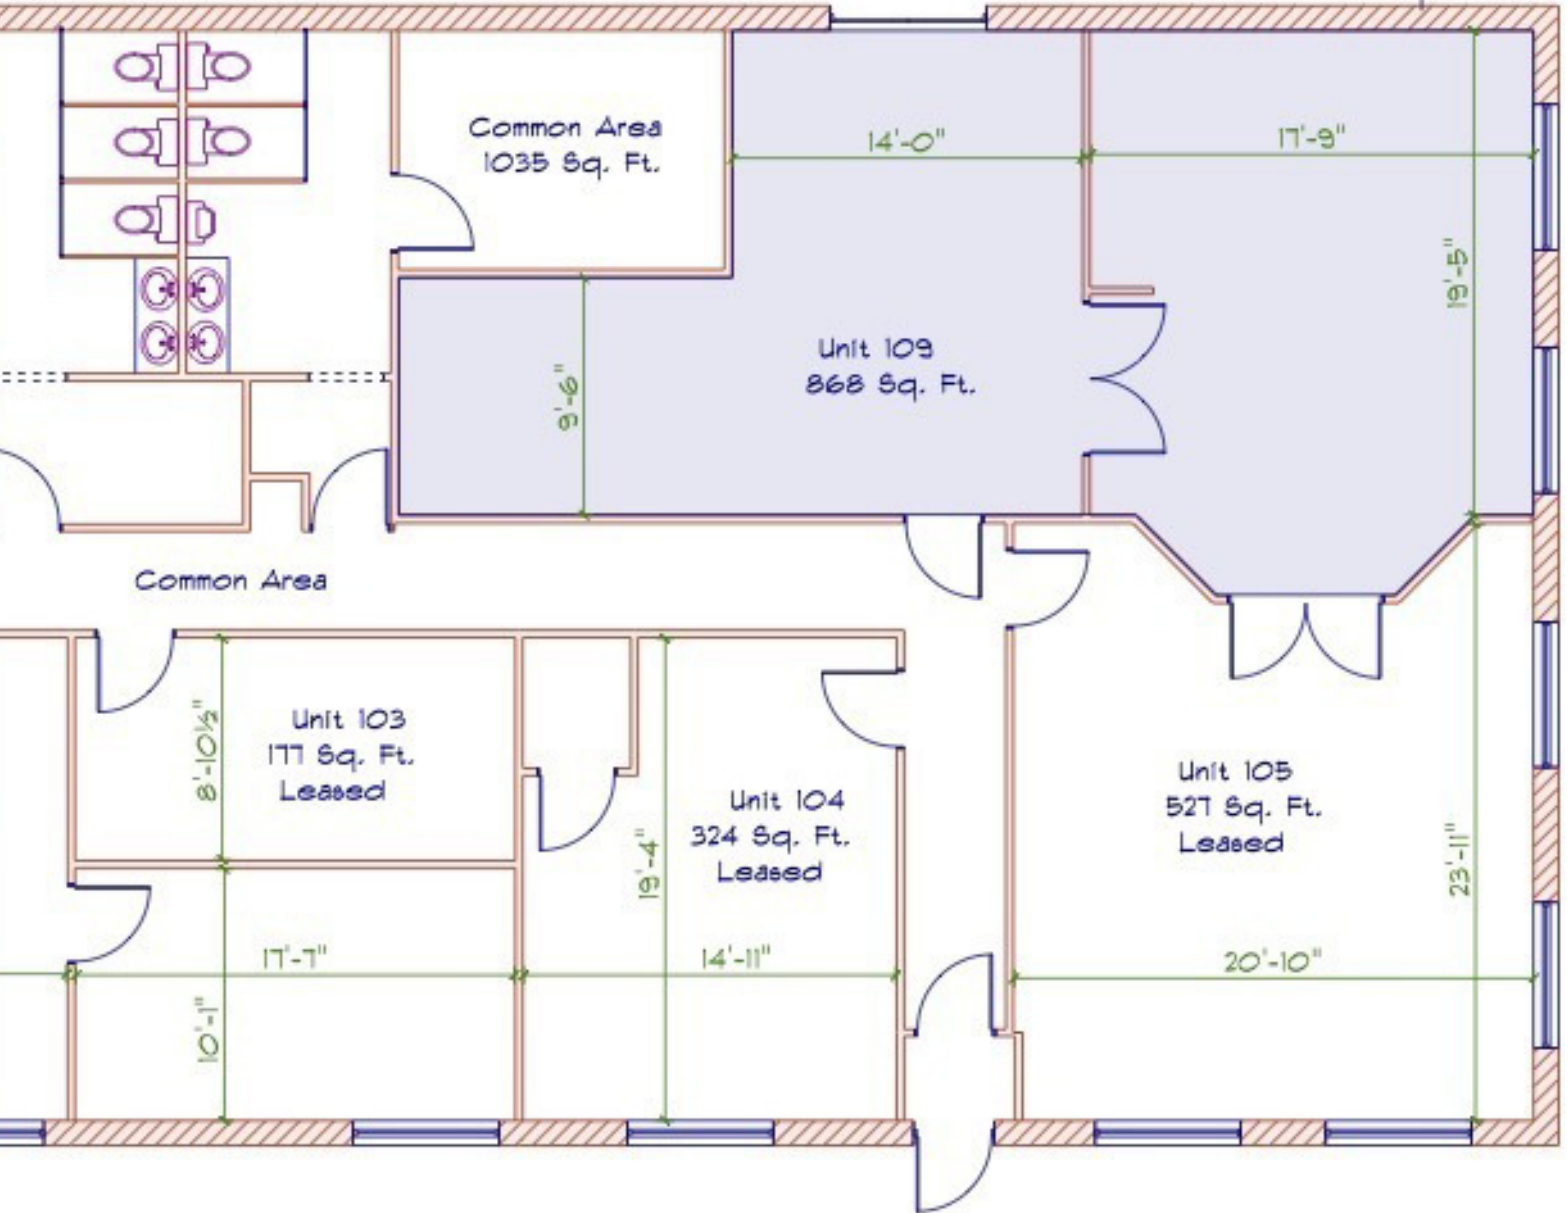 Common Area
1035 Sq. Ft.
14'-0"
17'-9"
19'-5"
Unit 109
868 Sq. Ft.
9'-6"
Common Area
Unit 103
177 Sq. Ft.
Leased
8'-10½"
Unit 104
324 Sq. Ft.
Leased
19'-4"
Unit 105
527 Sq. Ft.
Leased
23'-11"
17'-7"
14'-11"
20'-10"
10'-1"